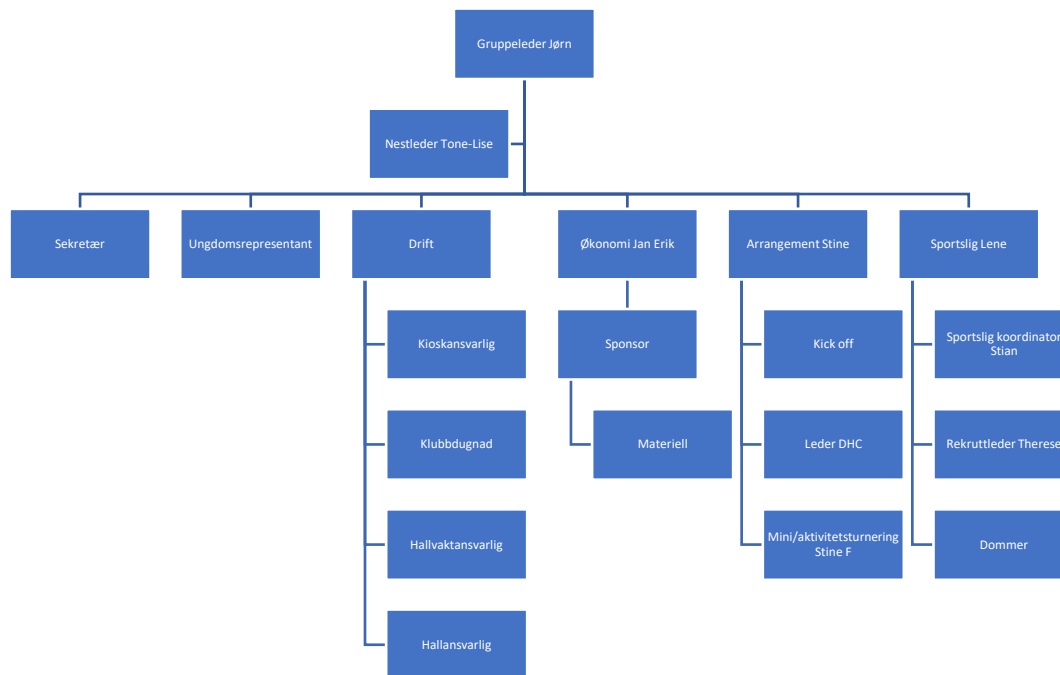 Gruppeleder Jørn
Nestleder Tone-Lise
Sekretær
Ungdomsrepresentant
Drift
Økonomi Jan Erik
Arrangement Stine
Sportslig Lene
Kioskansvarlig
Klubbdugnad
Hallvaktansvarlig
Hallansvarlig
Sponsor
Materiell
Kick off
Leder DHC
Mini/aktivitetsturnering
Stine F
Sportslig koordinator
Stian
Rekruttleder Therese
Dommer